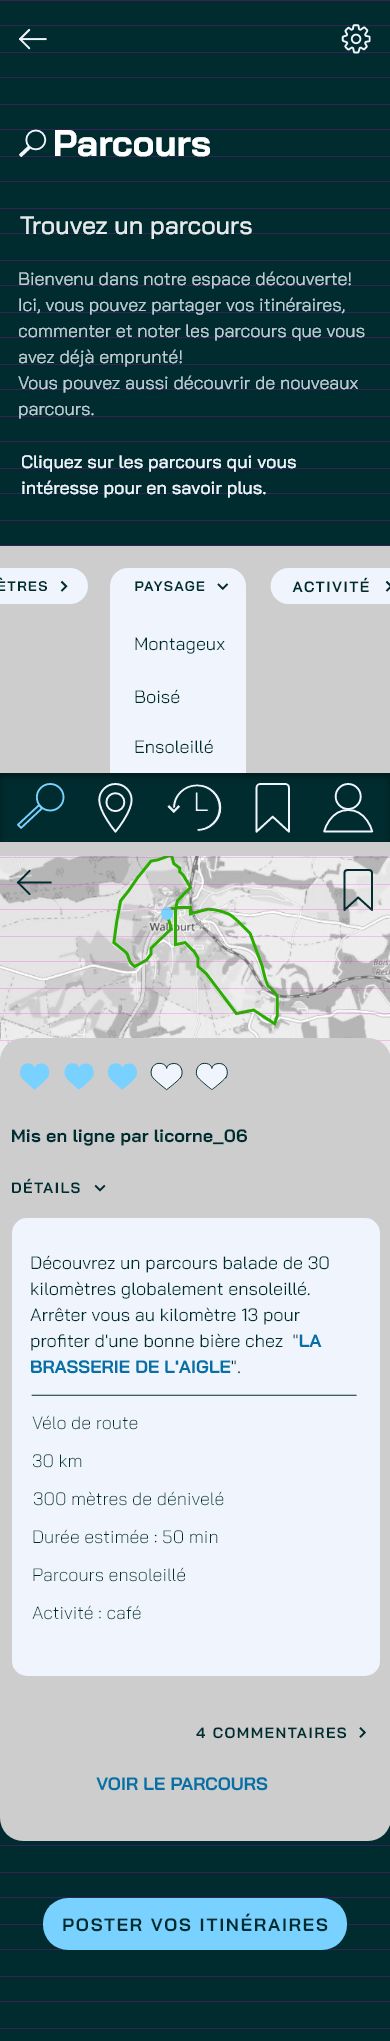 Parcours
Trouvez un parcours
Bienvenu dans notre espace découverte!
Ici, vous pouvez partager vos itinéraires,
commenter et noter les parcours que vous
avez déjà emprunté!
Vous pouvez aussi découvrir de nouveaux
parcours.
Cliquez sur les parcours qui vous
intéresse pour en savoir plus.
ÈTRES
PAYSAGE
ACTIVITÉ
Montageux
Boisé
Ensoleillé
Mis en ligne par licorne_06
DÉTAILS
Découvrez un parcours balade de 30
kilomètres globalement ensoleillé.
Arrêter vous au kilomètre 13 pour
profiter d'une bonne bière chez "LA
BRASSERIE DE L'AIGLE".
Vélo de route
30 km
300 mètres de dénivelé
Durée estimée : 50 min
Parcours ensoleillé
Activité : café
4 COMMENTAIRES
VOIR LE PARCOURS
POSTER VOS ITINÉRAIRES